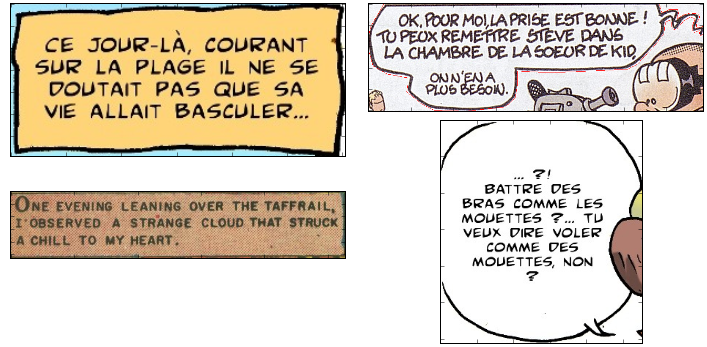 CE JOUR-LÀ, COURANT
SUR LA PLAGE IL NE SE
DOUTAIT PAS QUE SA
VIE ALLAIT BASCULER...
OK, POUR MOI, LA PRISE EST BONNE !
TU PEUX REMETTRE STÈVE DANS
LA CHAMBRE DE LA SOEUR DE KID,
ON N'EN A
PLUS BESOIN.
ONE EVENING LEANING OVER THE TAFFRAIL,
I OBSERVED A STRANGE CLOUD THAT STRUCK
A CHILL TO MY HEART.
... ?!
BATTRE DES
BRAS COMME LES
MOUETTES ?... TU
VEUX DIRE VOLER
COMME DES
MOUETTES, NON
?